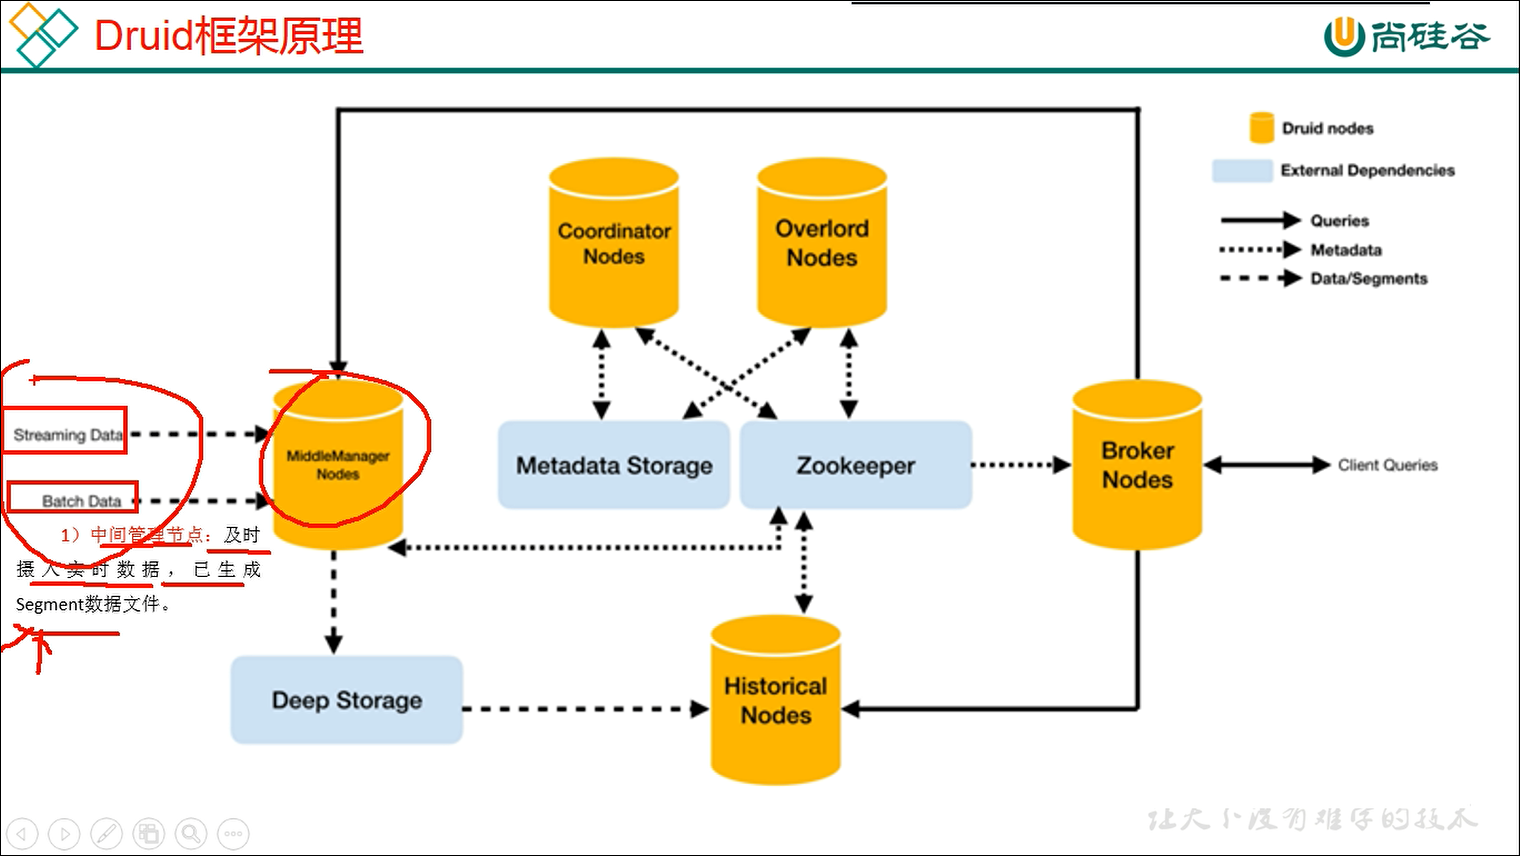 Druid框架原理
尚硅谷
Druid nodes
External Dependencies
Queries
Metadata
Data/Segments
Coordinator
Nodes
Overlord
Nodes
Streaming Data
Batch Data
MiddleManager
Nodes
Metadata Storage
Zookeeper
Broker
Nodes
Client Queries
1）中间管理节点：及时
摄入实时数据，已生成
Segment数据文件。
Deep Storage
Historical
Nodes
让天下没有难学的技术